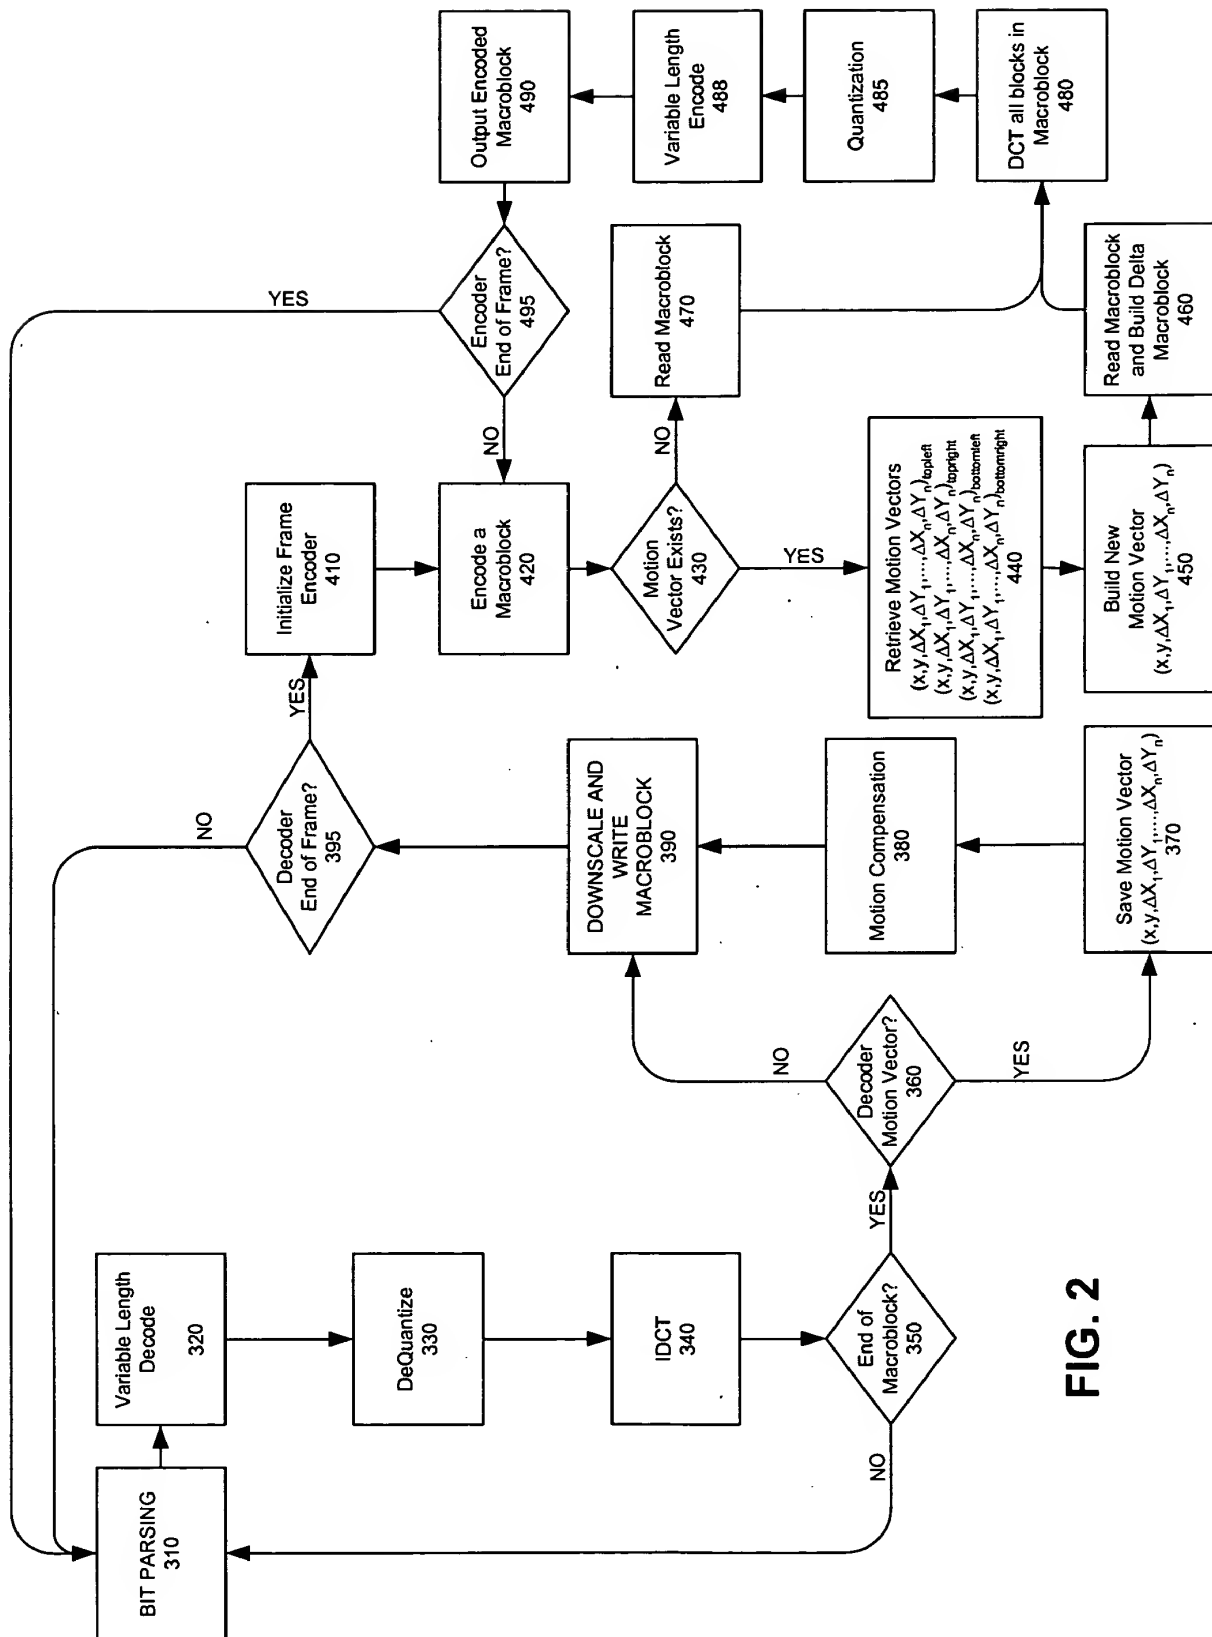 BIT PARSING
310
Variable Length
Decode
320
DeQuantize
330
IDCT
340
End of
Macroblock?
350
NO
YES
Decoder
Motion Vector?
360
NO
YES
Save Motion Vector
(x,y,ΔX₁,ΔY₁,...,ΔXₙ,ΔYₙ)
370
Motion Compensation
380
DOWNSCALE AND
WRITE
MACROBLOCK
390
Decoder
End of Frame?
395
NO
YES
Initialize Frame
Encoder
410
Encode a
Macroblock
420
Motion
Vector Exists?
430
NO
YES
Retrieve Motion Vectors
(x,y,ΔX₁,ΔY₁,...,ΔXₙ,ΔYₙ)topleft
(x,y,ΔX₁,ΔY₁,...,ΔXₙ,ΔYₙ)topright
(x,y,ΔX₁,ΔY₁,...,ΔXₙ,ΔYₙ)bottomleft
(x,y,ΔX₁,ΔY₁,...,ΔXₙ,ΔYₙ)bottomright
440
Build New
Motion Vector
(x,y,ΔX₁,ΔY₁,...,ΔXₙ,ΔYₙ)
450
Read Macroblock
and Build Delta
Macroblock
460
Read Macroblock
470
DCT all blocks in
Macroblock
480
Quantization
485
Variable Length
Encode
488
Output Encoded
Macroblock
490
Encoder
End of Frame?
495
NO
YES
FIG. 2